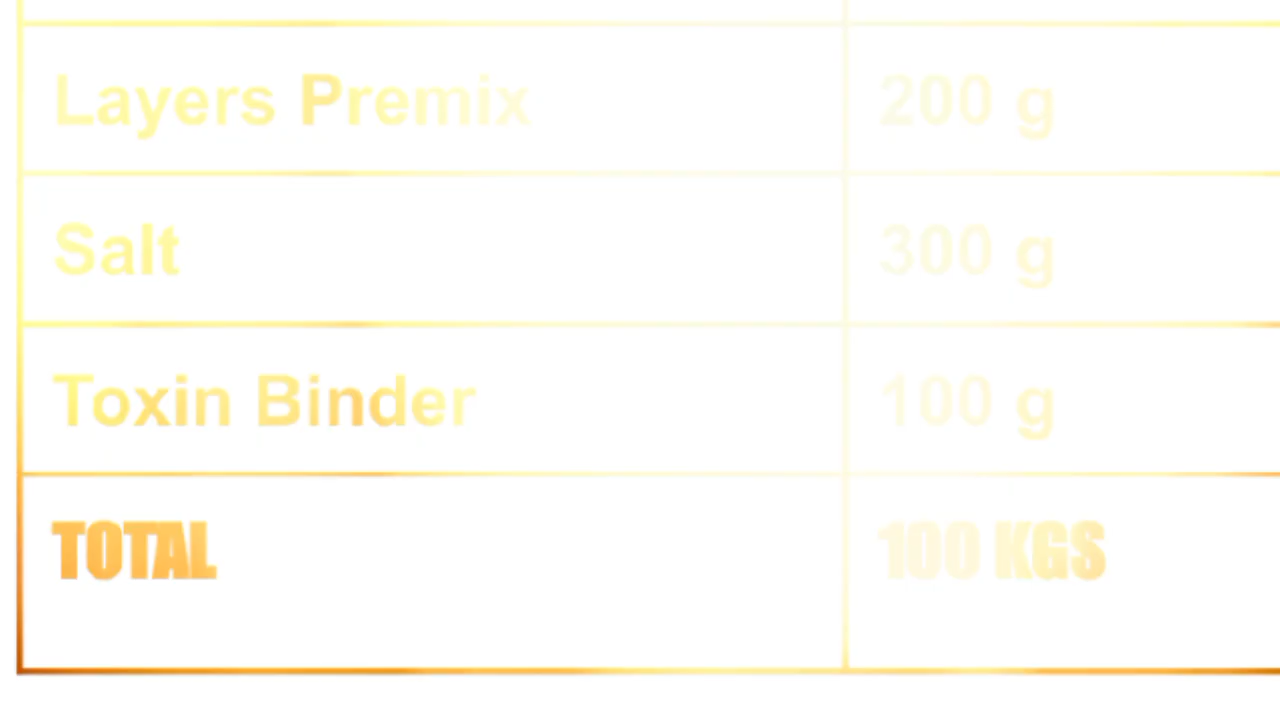 Layers Premix 200 g
Salt 300 g
Toxin Binder 100 g
TOTAL 100 KGS